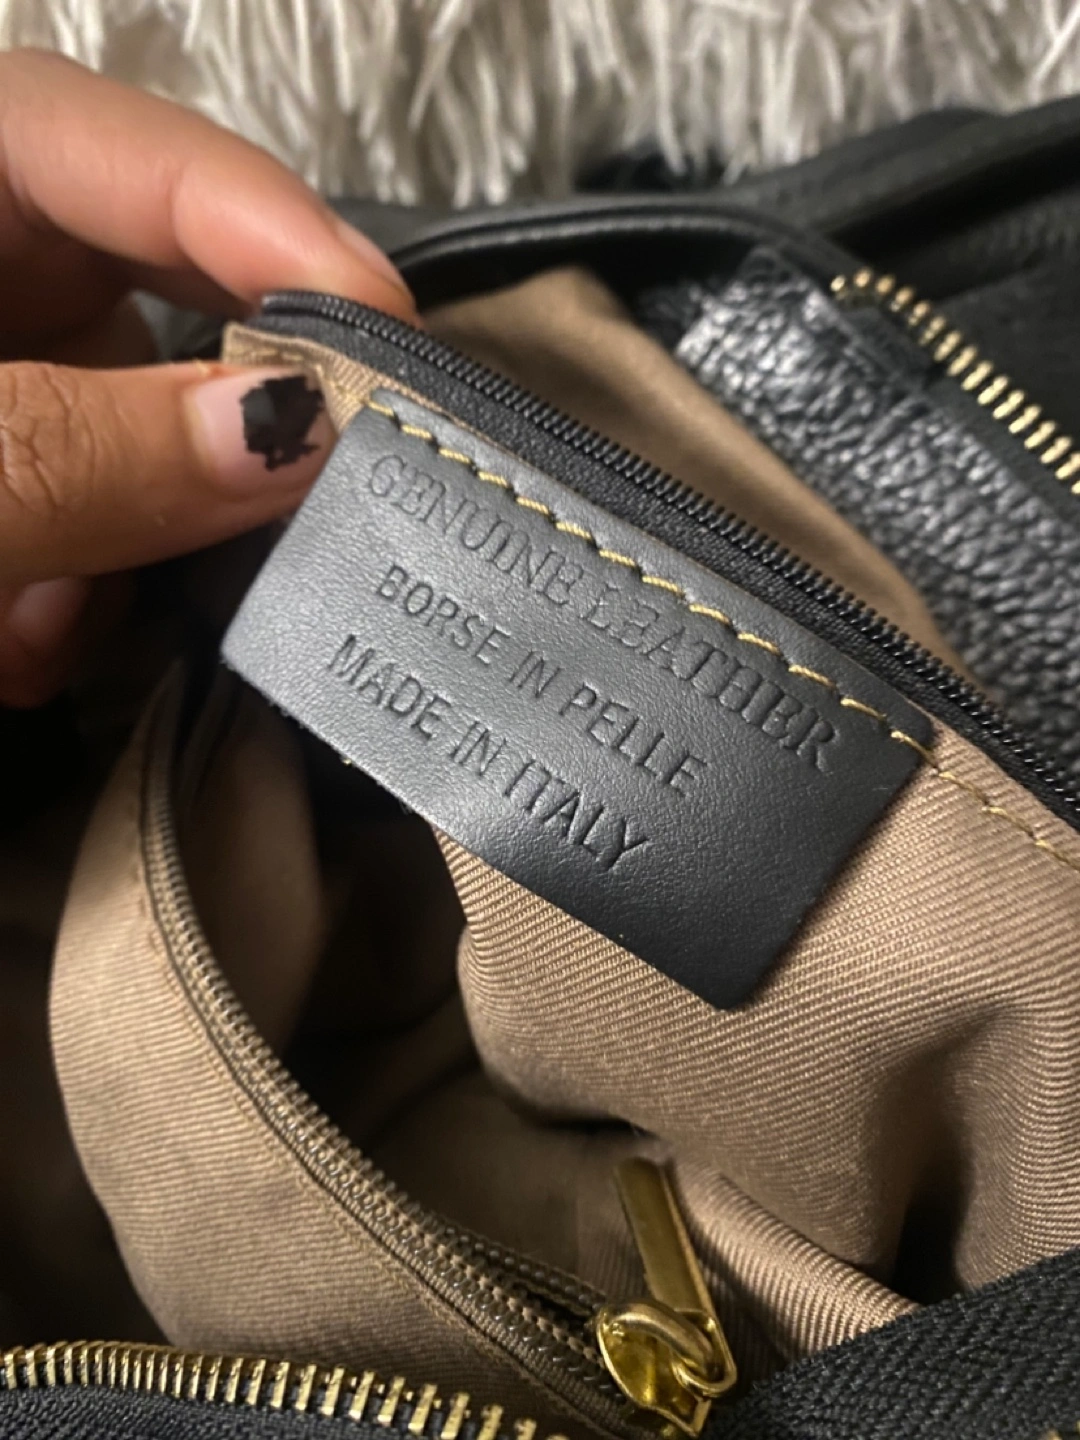 GENUINE LEATHER
BORSE IN PELLE
MADE IN ITALY